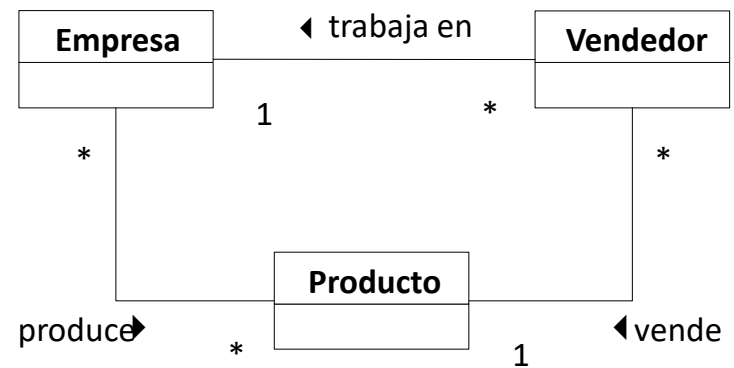 Empresa
◀ trabaja en
Vendedor
1
*
*
*
Producto
produce▶
*
1
◀vende